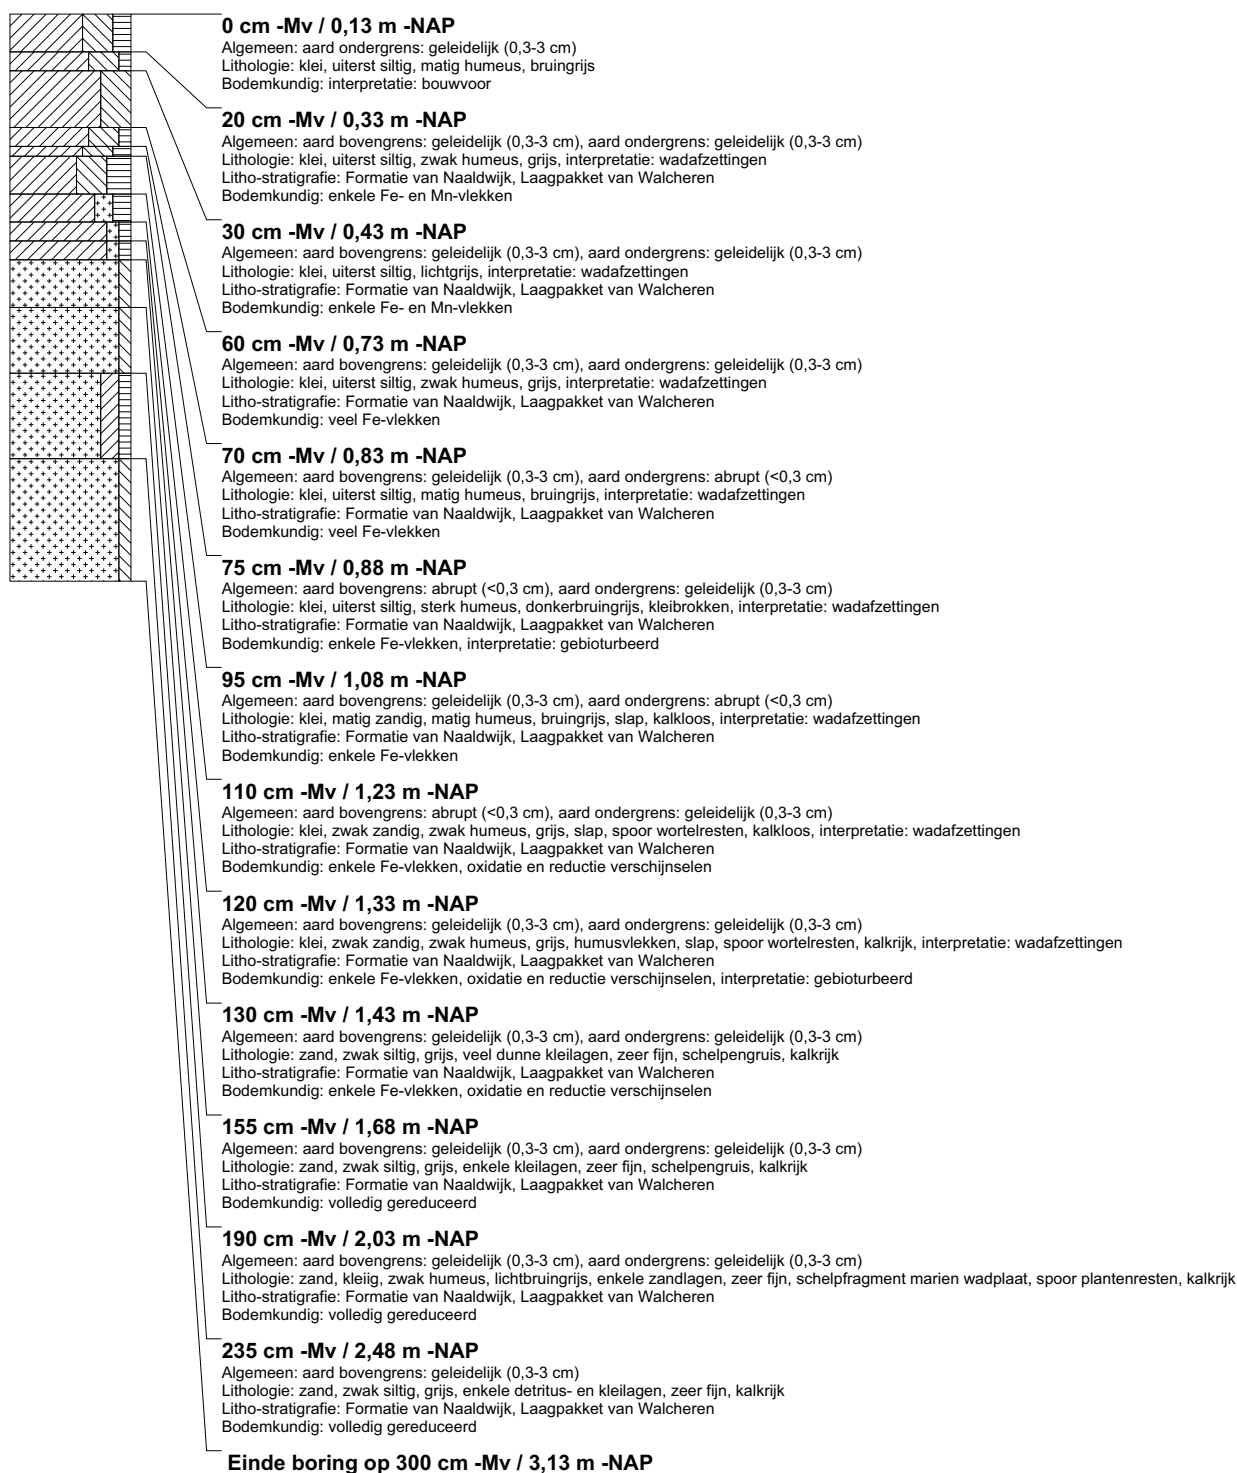 0 cm -Mv / 0,13 m -NAP
Algemeen: aard ondergrens: geleidelijk (0,3-3 cm)
Lithologie: klei, uiterst siltig, matig humeus, bruingrijs
Bodemkundig: interpretatie: bouwvoor
20 cm -Mv / 0,33 m -NAP
Algemeen: aard bovengrens: geleidelijk (0,3-3 cm), aard ondergrens: geleidelijk (0,3-3 cm)
Lithologie: klei, uiterst siltig, zwak humeus, grijs, interpretatie: wadafzettingen
Litho-stratigrafie: Formatie van Naaldwijk, Laagpakket van Walcheren
Bodemkundig: enkele Fe- en Mn-vlekken
30 cm -Mv / 0,43 m -NAP
Algemeen: aard bovengrens: geleidelijk (0,3-3 cm), aard ondergrens: geleidelijk (0,3-3 cm)
Lithologie: klei, uiterst siltig, lichtgrijs, interpretatie: wadafzettingen
Litho-stratigrafie: Formatie van Naaldwijk, Laagpakket van Walcheren
Bodemkundig: enkele Fe- en Mn-vlekken
60 cm -Mv / 0,73 m -NAP
Algemeen: aard bovengrens: geleidelijk (0,3-3 cm), aard ondergrens: geleidelijk (0,3-3 cm)
Lithologie: klei, uiterst siltig, zwak humeus, grijs, interpretatie: wadafzettingen
Litho-stratigrafie: Formatie van Naaldwijk, Laagpakket van Walcheren
Bodemkundig: veel Fe-vlekken
70 cm -Mv / 0,83 m -NAP
Algemeen: aard bovengrens: geleidelijk (0,3-3 cm), aard ondergrens: abrupt (<0,3 cm)
Lithologie: klei, uiterst siltig, matig humeus, bruingrijs, interpretatie: wadafzettingen
Litho-stratigrafie: Formatie van Naaldwijk, Laagpakket van Walcheren
Bodemkundig: veel Fe-vlekken
75 cm -Mv / 0,88 m -NAP
Algemeen: aard bovengrens: abrupt (<0,3 cm), aard ondergrens: geleidelijk (0,3-3 cm)
Lithologie: klei, uiterst siltig, sterk humeus, donkerbruingrijs, kleibrokken, interpretatie: wadafzettingen
Litho-stratigrafie: Formatie van Naaldwijk, Laagpakket van Walcheren
Bodemkundig: enkele Fe-vlekken, interpretatie: gebioturbeerd
95 cm -Mv / 1,08 m -NAP
Algemeen: aard bovengrens: geleidelijk (0,3-3 cm), aard ondergrens: abrupt (<0,3 cm)
Lithologie: klei, matig zandig, matig humeus, bruingrijs, slap, kalkloos, interpretatie: wadafzettingen
Litho-stratigrafie: Formatie van Naaldwijk, Laagpakket van Walcheren
Bodemkundig: enkele Fe-vlekken
110 cm -Mv / 1,23 m -NAP
Algemeen: aard bovengrens: abrupt (<0,3 cm), aard ondergrens: geleidelijk (0,3-3 cm)
Lithologie: klei, zwak zandig, zwak humeus, grijs, slap, spoor wortelresten, kalkloos, interpretatie: wadafzettingen
Litho-stratigrafie: Formatie van Naaldwijk, Laagpakket van Walcheren
Bodemkundig: enkele Fe-vlekken, oxidatie en reductie verschijnselen
120 cm -Mv / 1,33 m -NAP
Algemeen: aard bovengrens: geleidelijk (0,3-3 cm), aard ondergrens: geleidelijk (0,3-3 cm)
Lithologie: klei, zwak zandig, zwak humeus, grijs, humusvlekken, slap, spoor wortelresten, kalkrijk, interpretatie: wadafzettingen
Litho-stratigrafie: Formatie van Naaldwijk, Laagpakket van Walcheren
Bodemkundig: enkele Fe-vlekken, oxidatie en reductie verschijnselen, interpretatie: gebioturbeerd
130 cm -Mv / 1,43 m -NAP
Algemeen: aard bovengrens: geleidelijk (0,3-3 cm), aard ondergrens: geleidelijk (0,3-3 cm)
Lithologie: zand, zwak siltig, grijs, veel dunne kleilagen, zeer fijn, schelpengruis, kalkrijk
Litho-stratigrafie: Formatie van Naaldwijk, Laagpakket van Walcheren
Bodemkundig: enkele Fe-vlekken, oxidatie en reductie verschijnselen
155 cm -Mv / 1,68 m -NAP
Algemeen: aard bovengrens: geleidelijk (0,3-3 cm), aard ondergrens: geleidelijk (0,3-3 cm)
Lithologie: zand, zwak siltig, grijs, enkele kleilagen, zeer fijn, schelpengruis, kalkrijk
Litho-stratigrafie: Formatie van Naaldwijk, Laagpakket van Walcheren
Bodemkundig: volledig gereduceerd
190 cm -Mv / 2,03 m -NAP
Algemeen: aard bovengrens: geleidelijk (0,3-3 cm), aard ondergrens: geleidelijk (0,3-3 cm)
Lithologie: zand, kleiig, zwak humeus, lichtbruingrijs, enkele zandlagen, zeer fijn, schelpfragment marien wadplaat, spoor plantenresten, kalkrijk
Litho-stratigrafie: Formatie van Naaldwijk, Laagpakket van Walcheren
Bodemkundig: volledig gereduceerd
235 cm -Mv / 2,48 m -NAP
Algemeen: aard bovengrens: geleidelijk (0,3-3 cm)
Lithologie: zand, zwak siltig, grijs, enkele detritus- en kleilagen, zeer fijn, kalkrijk
Litho-stratigrafie: Formatie van Naaldwijk, Laagpakket van Walcheren
Bodemkundig: volledig gereduceerd
Einde boring op 300 cm -Mv / 3,13 m -NAP